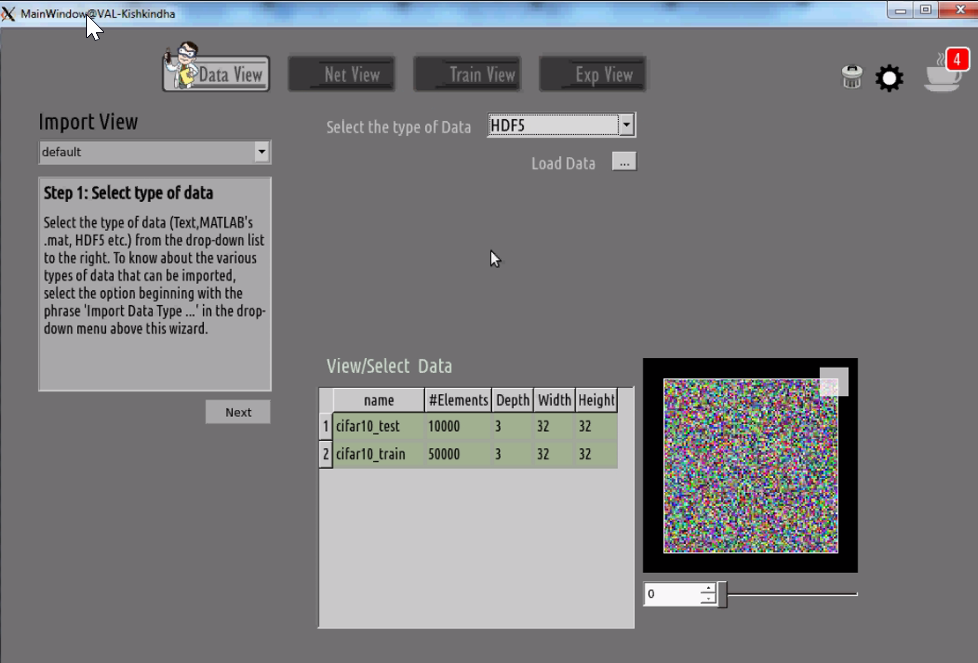 MainWindow@VAL-Kishkindha
Data View
Net View
Train View
Exp View
4
Import View
default
Step 1: Select type of data
Select the type of data (Text,MATLAB's
.mat, HDF5 etc.) from the drop-down list
to the right. To know about the various
types of data that can be imported,
select the option beginning with the
phrase 'Import Data Type ...' in the drop-
down menu above this wizard.
Next
Select the type of Data HDF5
Load Data ...
View/Select Data
name #Elements Depth Width Height
1 cifar10_test 10000 3 32 32
2 cifar10_train 50000 3 32 32
0